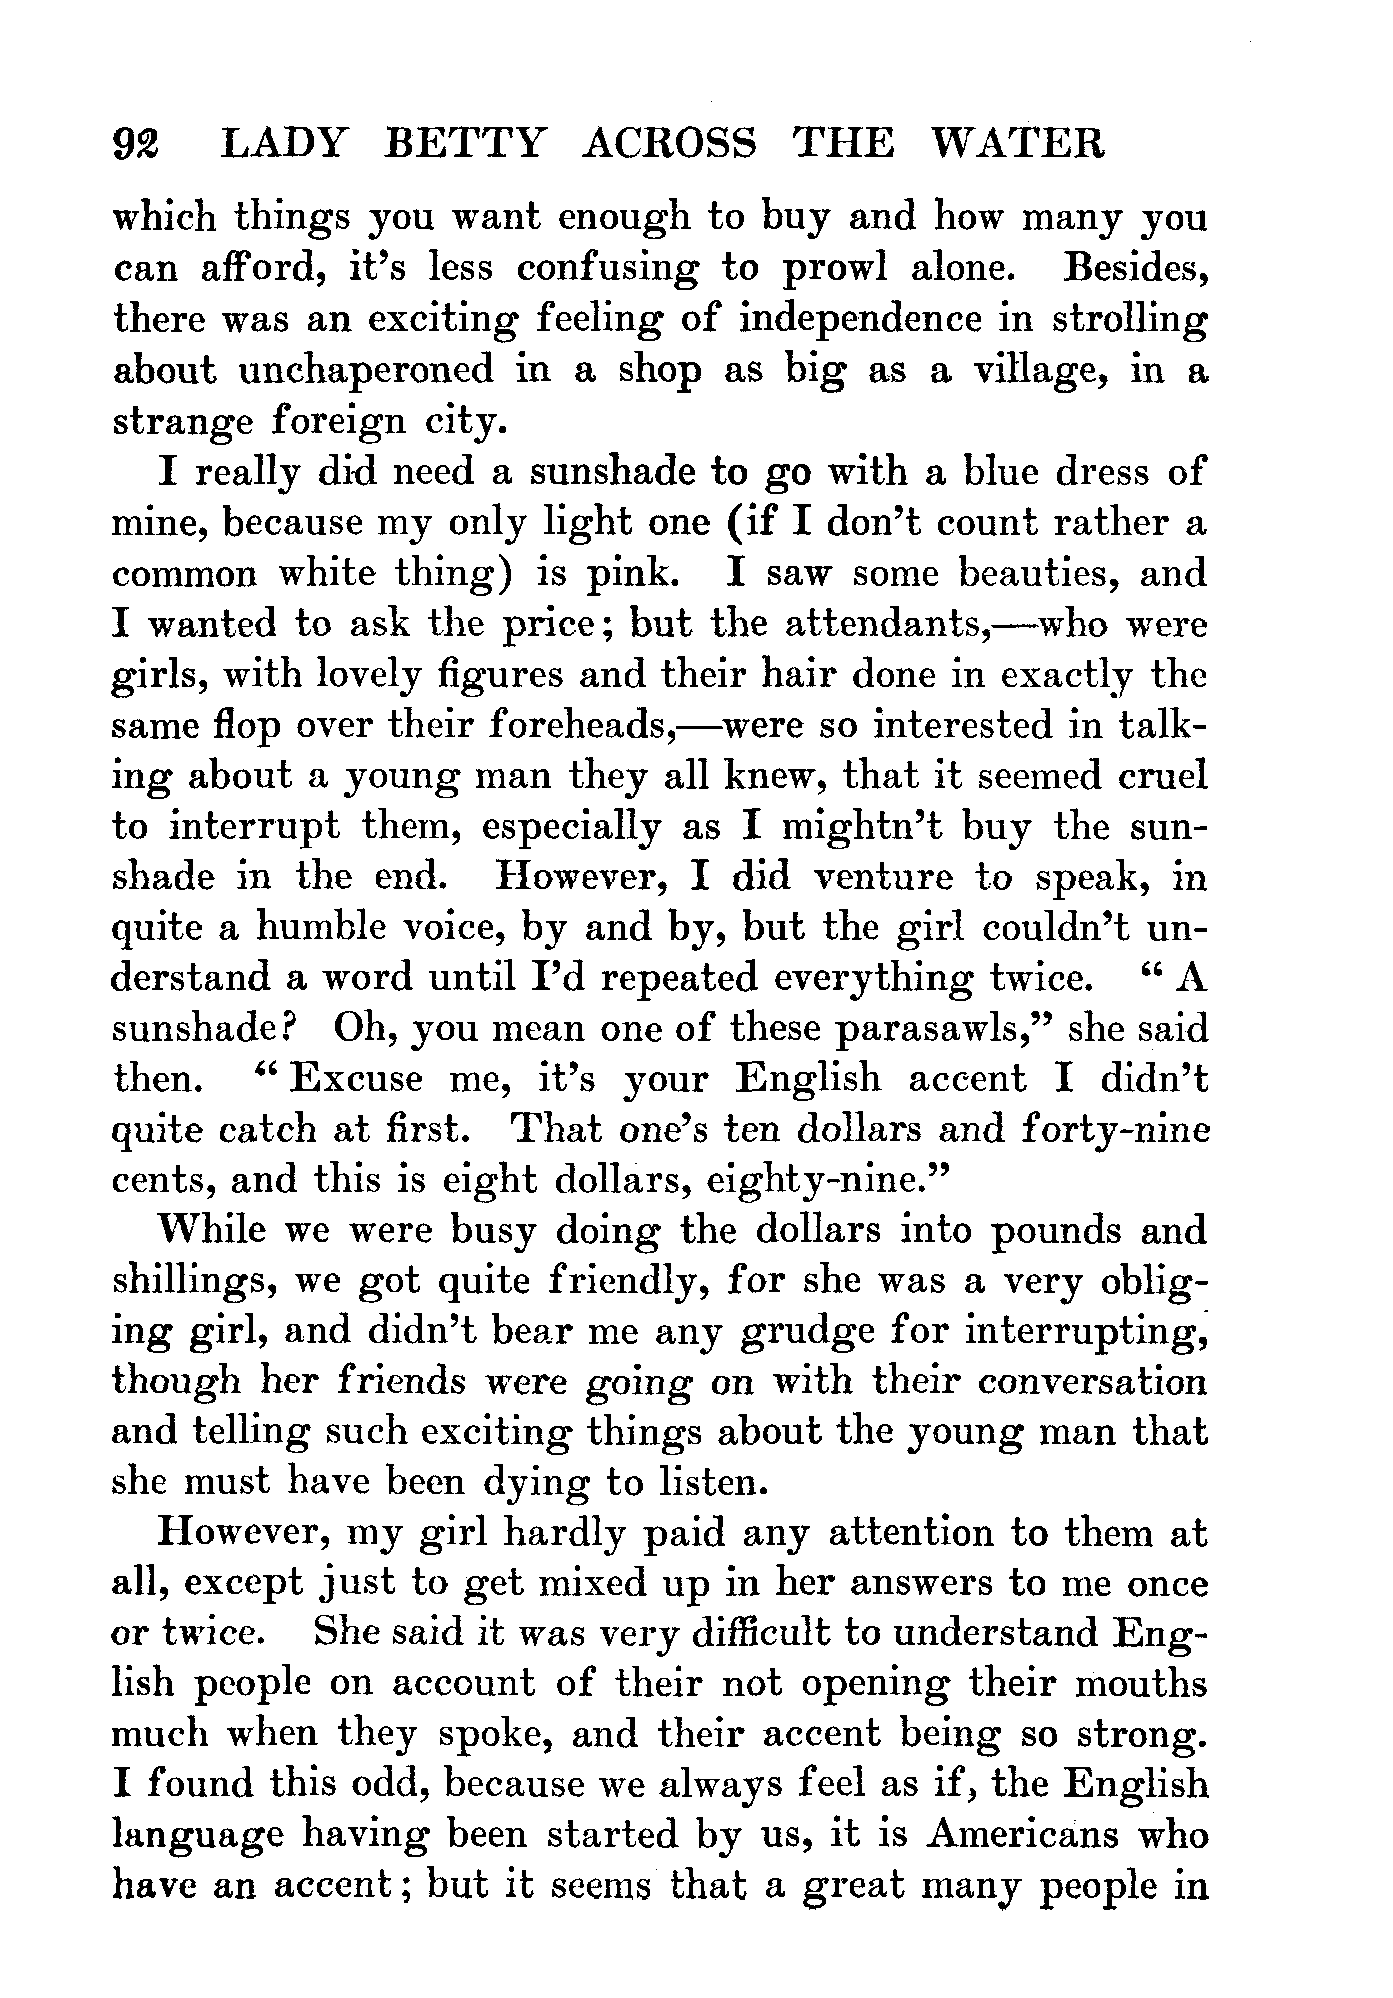 92 LADY BETTY ACROSS THE WATER
which things you want enough to buy and how many you
can afford, it's less confusing to prowl alone. Besides,
there was an exciting feeling of independence in strolling
about unchaperoned in a shop as big as a village, in a
strange foreign city.
I really did need a sunshade to go with a blue dress of
mine, because my only light one (if I don't count rather a
common white thing) is pink. I saw some beauties, and
I wanted to ask the price; but the attendants,—who were
girls, with lovely figures and their hair done in exactly the
same flop over their foreheads,—were so interested in talk-
ing about a young man they all knew, that it seemed cruel
to interrupt them, especially as I mightn't buy the sun-
shade in the end. However, I did venture to speak, in
quite a humble voice, by and by, but the girl couldn't un-
derstand a word until I'd repeated everything twice. “ A
sunshade? Oh, you mean one of these parasawls,” she said
then. “ Excuse me, it's your English accent I didn't
quite catch at first. That one's ten dollars and forty-nine
cents, and this is eight dollars, eighty-nine.”
While we were busy doing the dollars into pounds and
shillings, we got quite friendly, for she was a very oblig-
ing girl, and didn't bear me any grudge for interrupting,
though her friends were going on with their conversation
and telling such exciting things about the young man that
she must have been dying to listen.
However, my girl hardly paid any attention to them at
all, except just to get mixed up in her answers to me once
or twice. She said it was very difficult to understand Eng-
lish people on account of their not opening their mouths
much when they spoke, and their accent being so strong.
I found this odd, because we always feel as if, the English
language having been started by us, it is Americans who
have an accent; but it seems that a great many people in